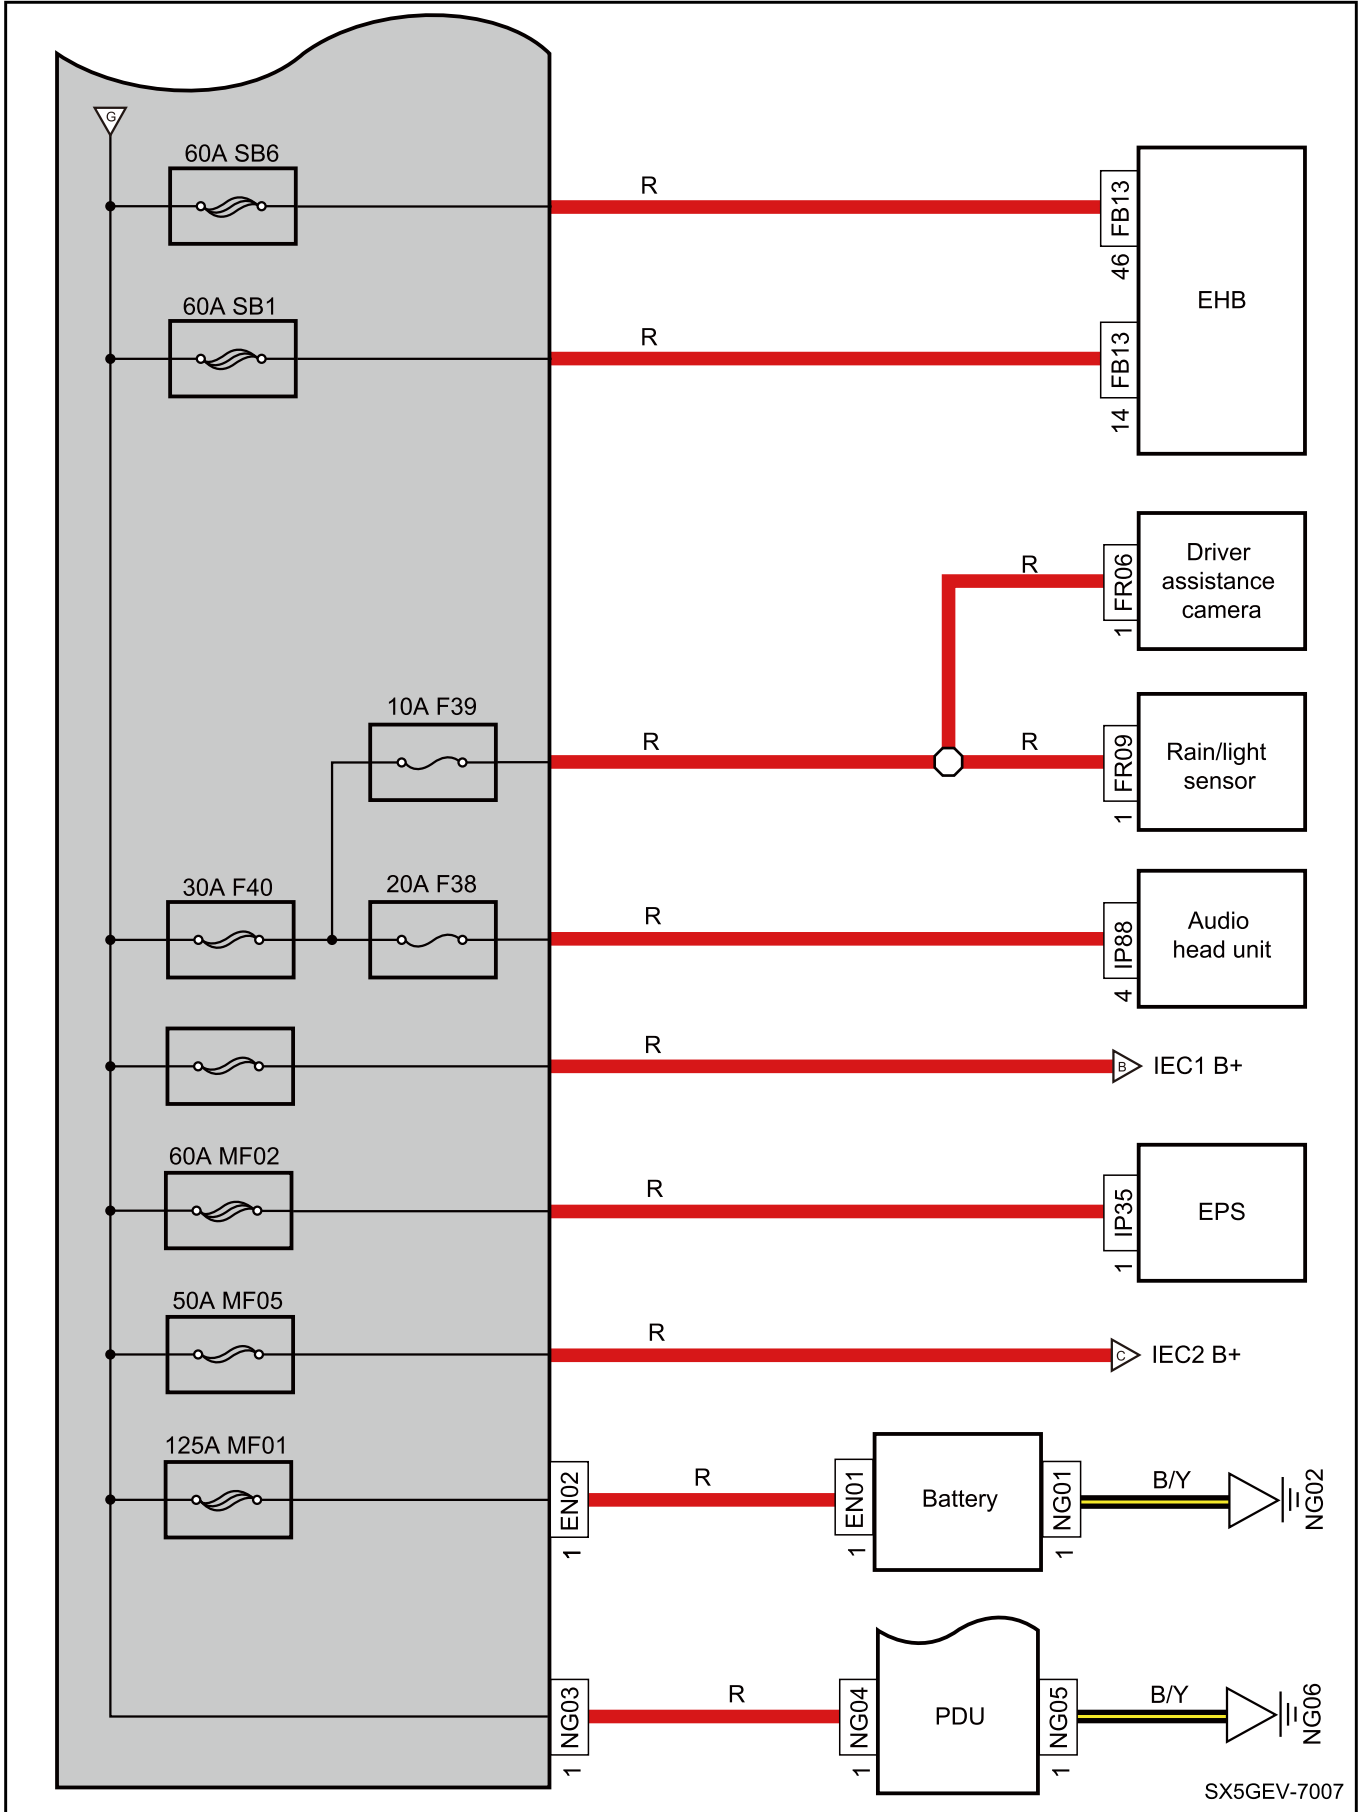 G
60A SB6
R
FB13
46
EHB
60A SB1
R
FB13
14
R
FR06
1
Driver
assistance
camera
10A F39
R
R
FR09
1
Rain/light
sensor
30A F40
20A F38
R
IP88
4
Audio
head unit
R
B
IEC1 B+
60A MF02
R
IP35
1
EPS
50A MF05
R
C
IEC2 B+
125A MF01
EN02
1
R
EN01
1
Battery
NG01
1
B/Y
NG02
NG03
1
R
NG04
1
PDU
NG05
1
B/Y
NG06
SX5GEV-7007